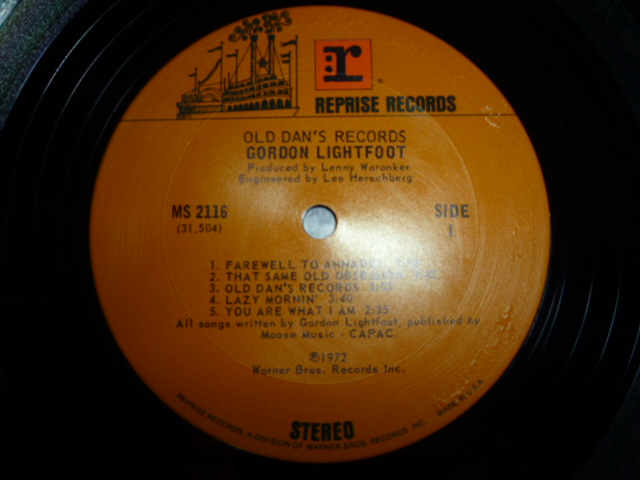 r
REPRISE RECORDS
OLD DAN'S RECORDS
GORDON LIGHTFOOT
Produced by Lenny Waronker
Engineered by Lee Herschberg
MS 2116
(31,504)
SIDE
1
1. FAREWELL TO ANNABEL
2. THAT SAME OLD OBSESSION
3. OLD DAN'S RECORDS
4. LAZY MORNIN' 3:40
5. YOU ARE WHAT I AM 2:35
All songs written by Gordon Lightfoot, published by
Moose Music - CAPAC.
℗1972
Warner Bros. Records Inc.
STEREO
REPRISE RECORDS, A DIVISION OF WARNER BROS. RECORDS, INC.
MADE IN U.S.A.